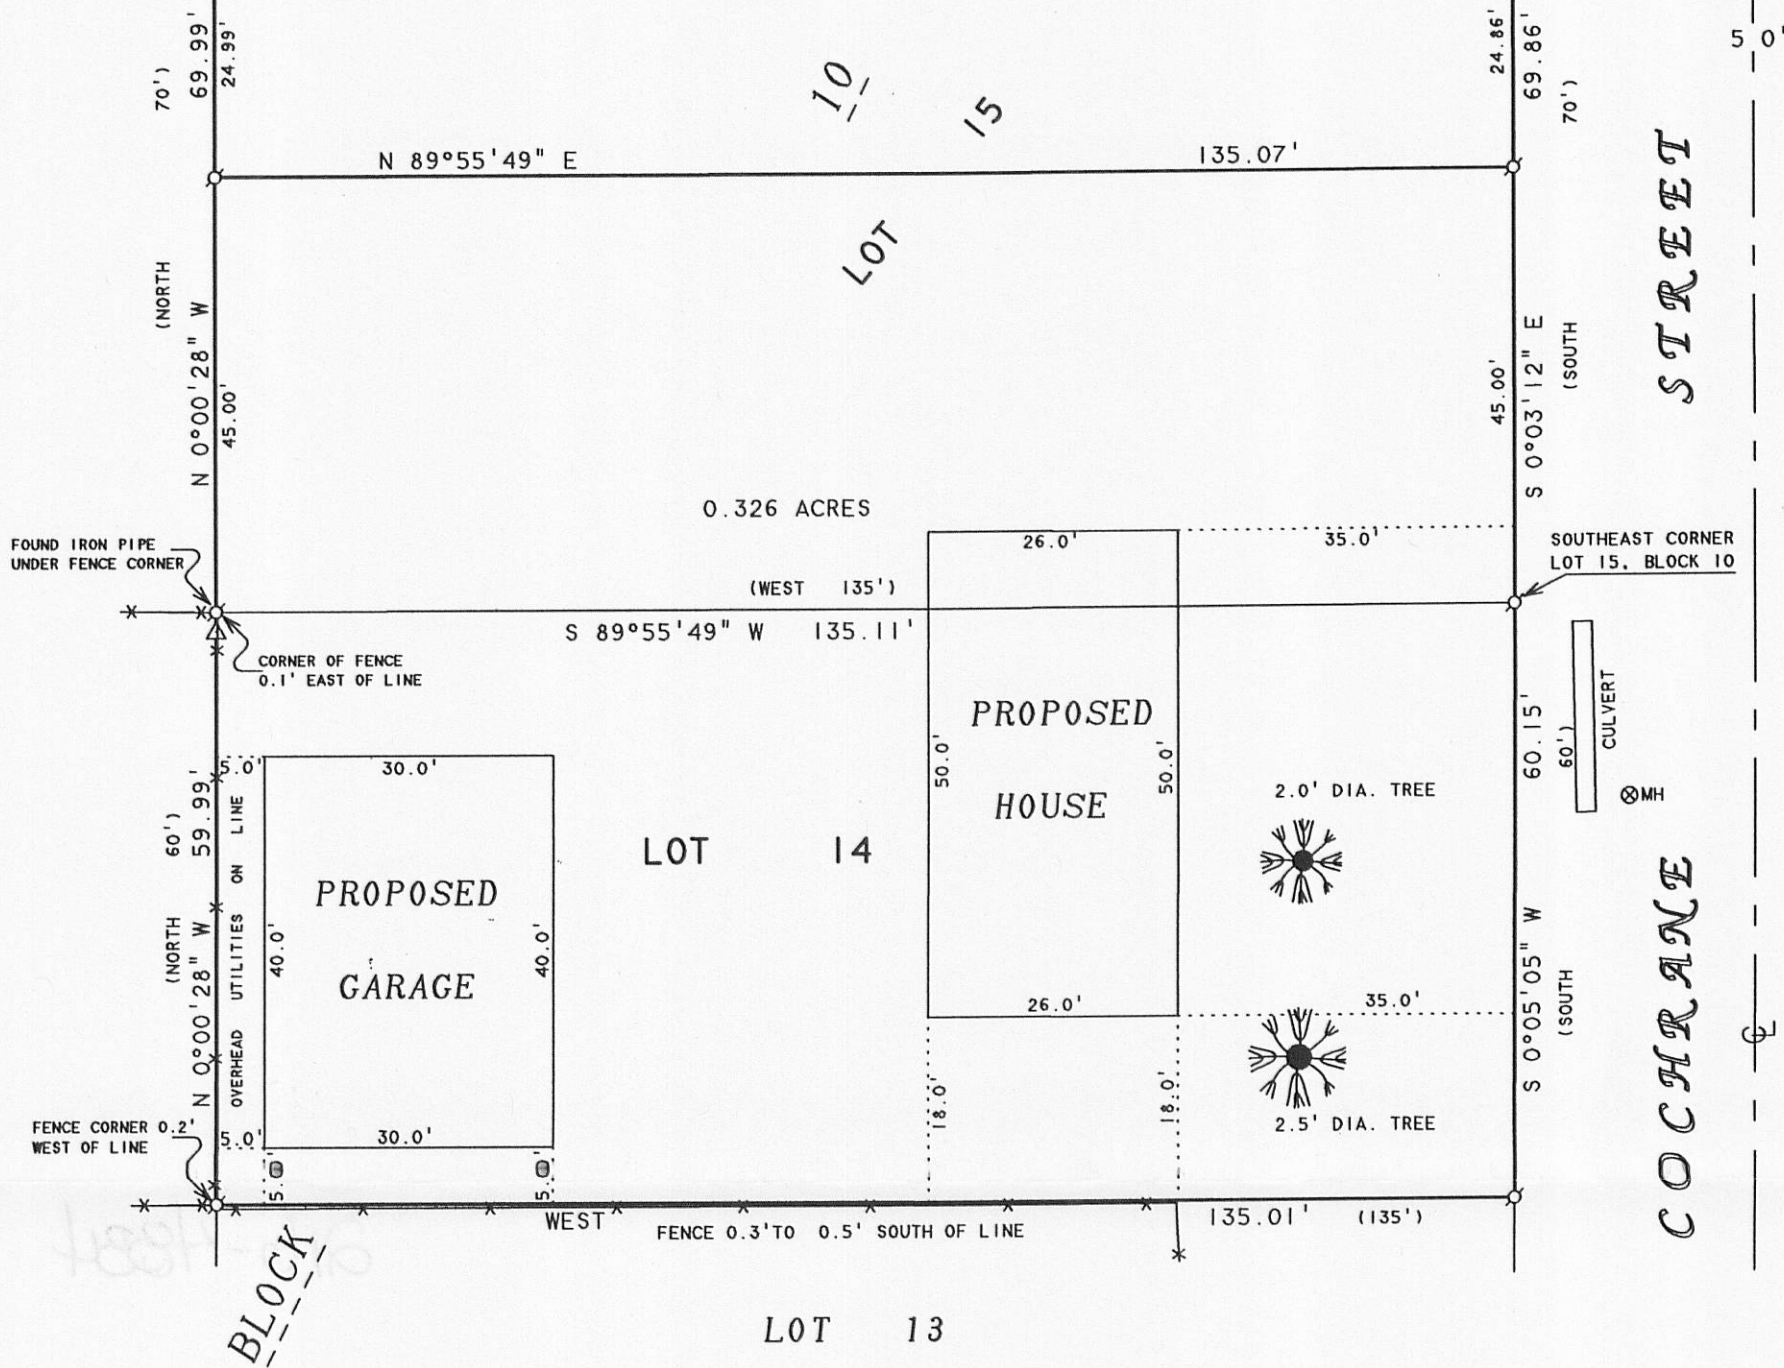 69.99'
24.99'
70')
10
15
24.86'
69.86'
70')
50'
N 89°55'49" E
135.07'
STREET
LOT
(NORTH
N 0°00'28" W
45.00'
45.00'
S 0°03'12" E
(SOUTH
0.326 ACRES
26.0'
35.0'
FOUND IRON PIPE
UNDER FENCE CORNER
SOUTHEAST CORNER
LOT 15, BLOCK 10
(WEST 135')
S 89°55'49" W 135.11'
CORNER OF FENCE
0.1' EAST OF LINE
PROPOSED
HOUSE
50.0'
50.0'
60.15'
60')
CULVERT
MH
2.0' DIA. TREE
5.0'
30.0'
60')
59.99'
OVERHEAD UTILITIES ON LINE
LOT 14
PROPOSED
GARAGE
40.0'
40.0'
(NORTH
N 0°00'28" W
26.0'
35.0'
S 0°05'05" W
(SOUTH
COCHRANE
CL
18.0'
18.0'
2.5' DIA. TREE
FENCE CORNER 0.2'
WEST OF LINE
5.0'
30.0'
5.0'
5.0'
WEST
FENCE 0.3' TO 0.5' SOUTH OF LINE
135.01' (135')
BLOCK
LOT 13